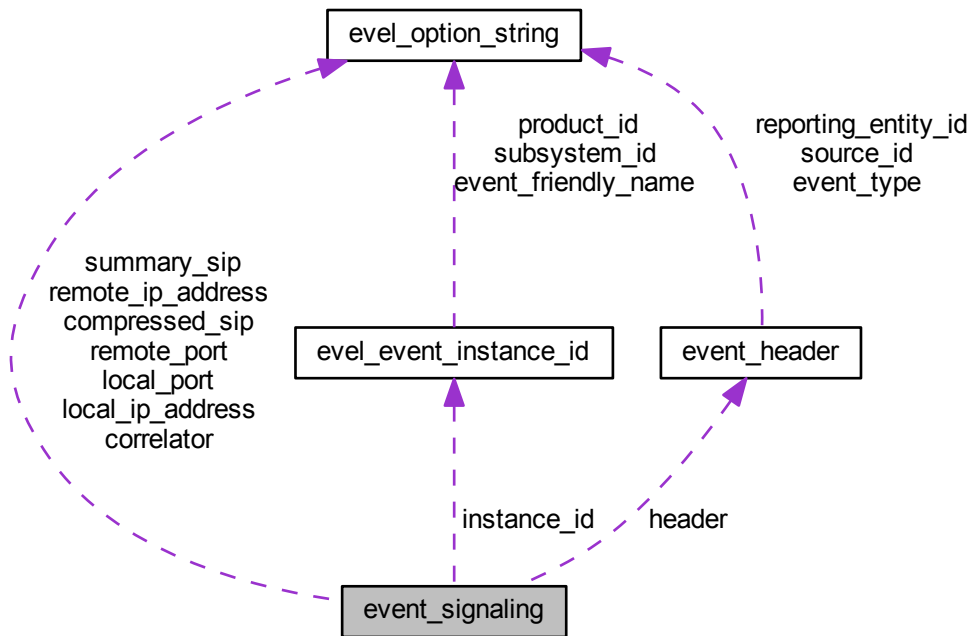 evel_option_string
product_id
subsystem_id
event_friendly_name
reporting_entity_id
source_id
event_type
summary_sip
remote_ip_address
compressed_sip
remote_port
local_port
local_ip_address
correlator
evel_event_instance_id
event_header
instance_id
header
event_signaling